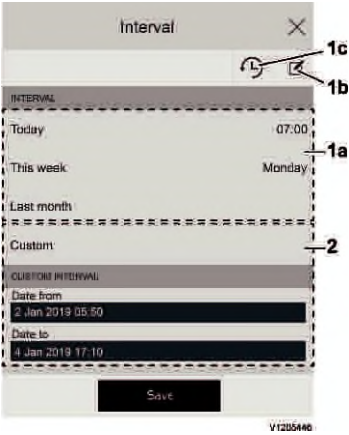 Interval
1c
1b
INTERVAL
Today 07:00
1a
This week Monday
Last month
Custom
2
CUSTOM INTERVAL
Date from
2 Jan 2019 05:50
Date to
4 Jan 2019 17:10
Save
V1205446